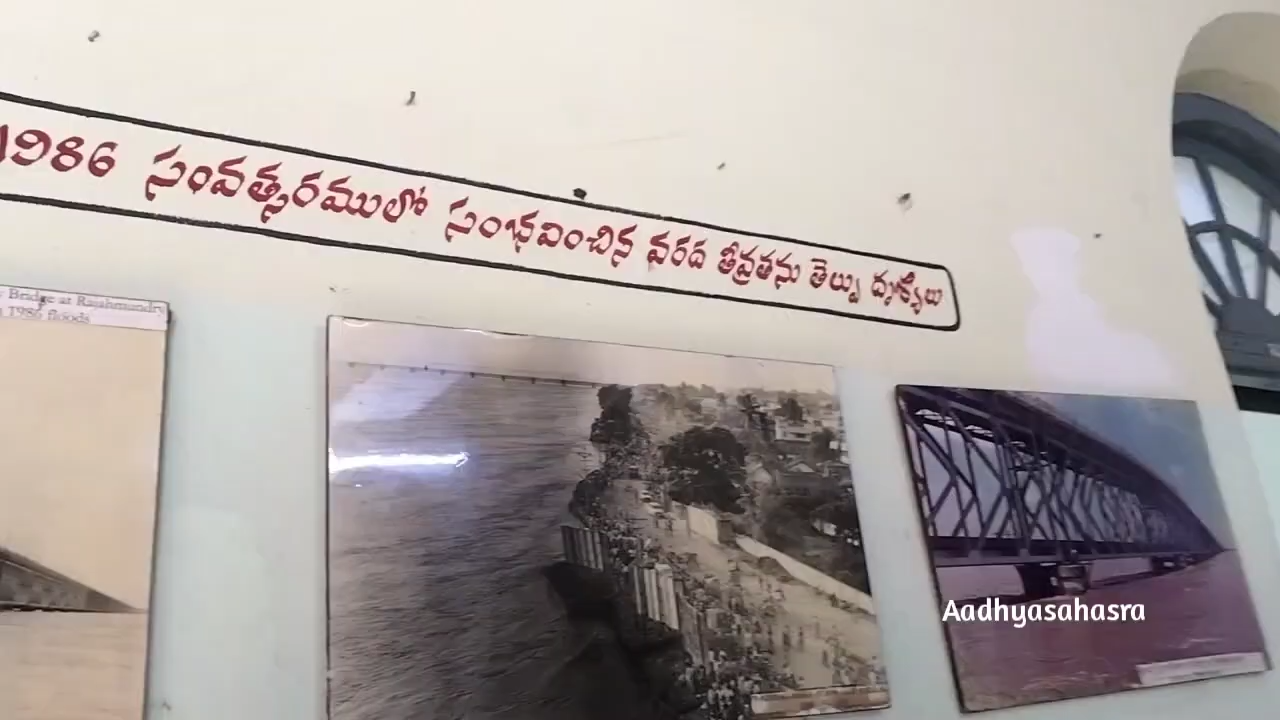 1986 సంవత్సరములో సంభవించిన వరద తీవ్రతను తెల్పు దృశ్యాలు
Bridge at Rajahmundry
1986 floods
Aadhyasahasra